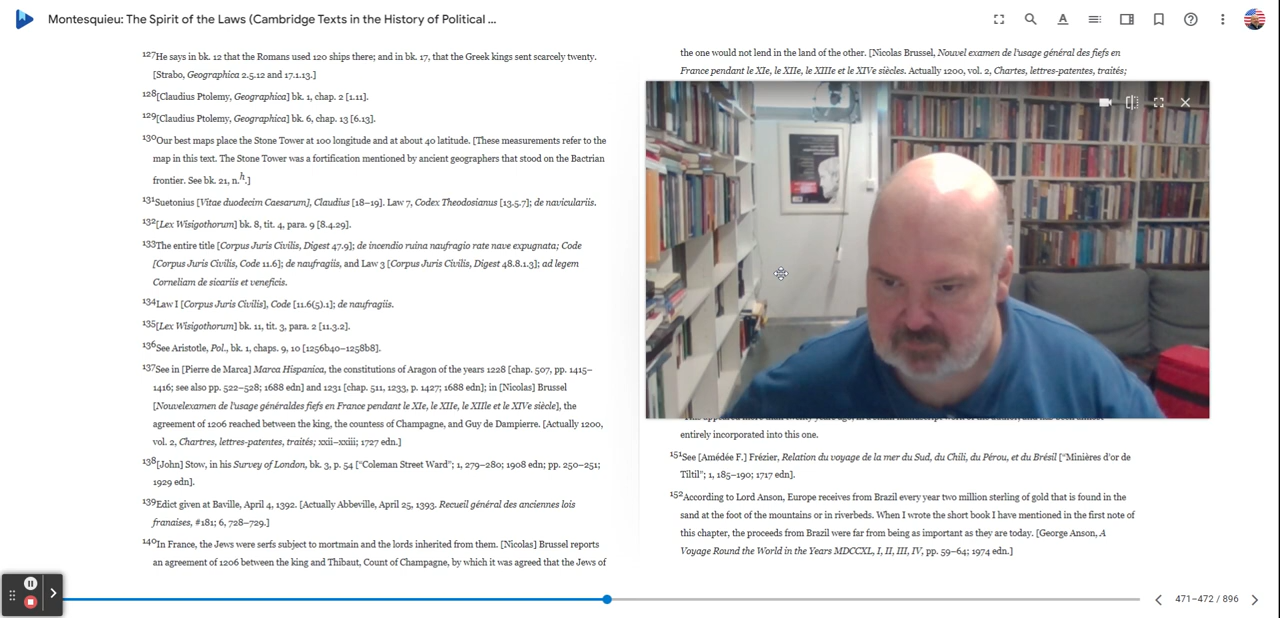 Montesquieu: The Spirit of the Laws (Cambridge Texts in the History of Political ...
127He says in bk. 12 that the Romans used 120 ships there; and in bk. 17, that the Greek kings sent scarcely twenty.
[Strabo, Geographica 2.5.12 and 17.1.13.]
128[Claudius Ptolemy, Geographica] bk. 1, chap. 2 [1.11].
129[Claudius Ptolemy, Geographica] bk. 6, chap. 13 [6.13].
130Our best maps place the Stone Tower at 100 longitude and at about 40 latitude. [These measurements refer to the
map in this text. The Stone Tower was a fortification mentioned by ancient geographers that stood on the Bactrian
frontier. See bk. 21, n.h.]
131Suetonius [Vitae duodecim Caesarum], Claudius [18–19]. Law 7, Codex Theodosianus [13.5.7]; de naviculariis.
132[Lex Wisigothorum] bk. 8, tit. 4, para. 9 [8.4.29].
133The entire title [Corpus Juris Civilis, Digest 47.9]; de incendio ruina naufragio rate nave expugnata; Code
[Corpus Juris Civilis, Code 11.6]; de naufragiis, and Law 3 [Corpus Juris Civilis, Digest 48.8.1.3]; ad legem
Corneliam de sicariis et veneficis.
134Law I [Corpus Juris Civilis], Code [11.6(5).1]; de naufragiis.
135[Lex Wisigothorum] bk. 11, tit. 3, para. 2 [11.3.2].
136See Aristotle, Pol., bk. 1, chaps. 9, 10 [1256b40–1258b8].
137See in [Pierre de Marca] Marca Hispanica, the constitutions of Aragon of the years 1228 [chap. 507, pp. 1415–
1416; see also pp. 522–528; 1688 edn] and 1231 [chap. 511, 1233, p. 1427; 1688 edn]; in [Nicolas] Brussel
[Nouvelexamen de l'usage généraldes fiefs en France pendant le XIe, le XIIe, le XIIIe et le XIVe siècle], the
agreement of 1206 reached between the king, the countess of Champagne, and Guy de Dampierre. [Actually 1200,
vol. 2, Chartres, lettres-patentes, traités; xxii–xxiii; 1727 edn.]
138[John] Stow, in his Survey of London, bk. 3, p. 54 ["Coleman Street Ward"; 1, 279–280; 1908 edn; pp. 250–251;
1929 edn].
139Edict given at Baville, April 4, 1392. [Actually Abbeville, April 25, 1393. Recueil général des anciennes lois
franaises, #181; 6, 728–729.]
140In France, the Jews were serfs subject to mortmain and the lords inherited from them. [Nicolas] Brussel reports
an agreement of 1206 between the king and Thibaut, Count of Champagne, by which it was agreed that the Jews of
the one would not lend in the land of the other. [Nicolas Brussel, Nouvel examen de l'usage général des fiefs en
France pendant le XIe, le XIIe, le XIIIe et le XIVe siècles. Actually 1200, vol. 2, Chartes, lettres-patentes, traités;
entirely incorporated into this one.
151See [Amédée F.] Frézier, Relation du voyage de la mer du Sud, du Chili, du Pérou, et du Brésil ["Minières d'or de
Tiltil"; 1, 185–190; 1717 edn].
152According to Lord Anson, Europe receives from Brazil every year two million sterling of gold that is found in the
sand at the foot of the mountains or in riverbeds. When I wrote the short book I have mentioned in the first note of
this chapter, the proceeds from Brazil were far from being as important as they are today. [George Anson, A
Voyage Round the World in the Years MDCCXL, I, II, III, IV, pp. 59–64; 1974 edn.]
471–472 / 896